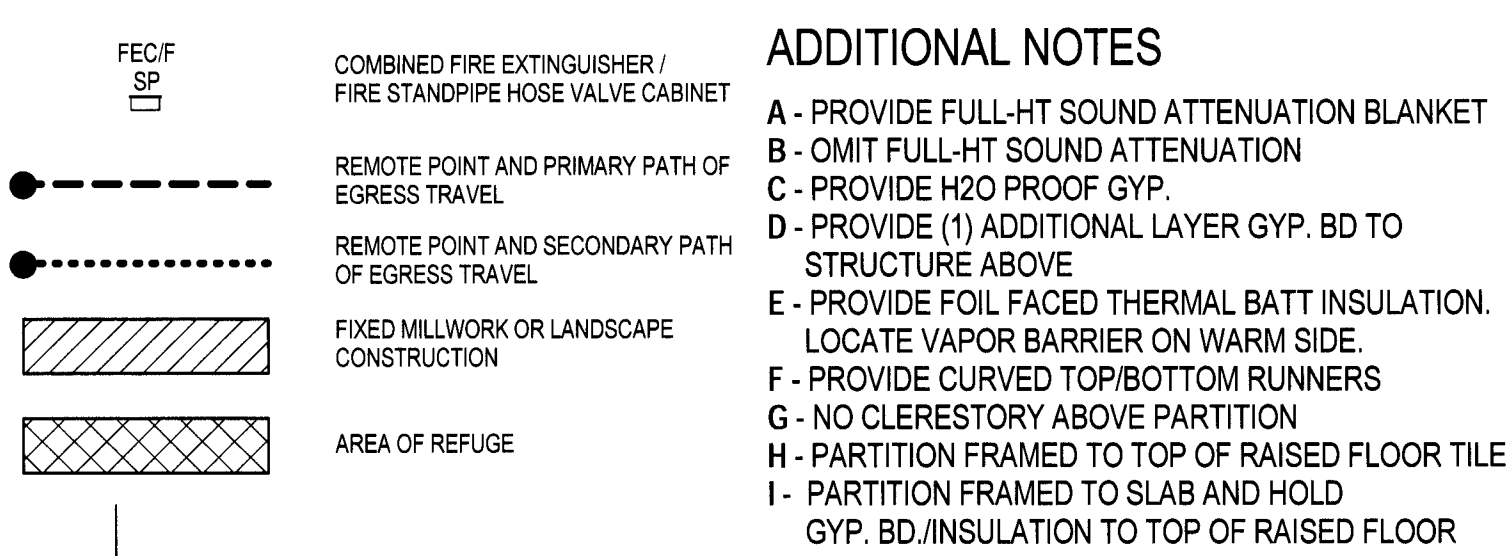 FEC/F
SP
COMBINED FIRE EXTINGUISHER /
FIRE STANDPIPE HOSE VALVE CABINET
REMOTE POINT AND PRIMARY PATH OF
EGRESS TRAVEL
REMOTE POINT AND SECONDARY PATH
OF EGRESS TRAVEL
FIXED MILLWORK OR LANDSCAPE
CONSTRUCTION
AREA OF REFUGE
ADDITIONAL NOTES
A - PROVIDE FULL-HT SOUND ATTENUATION BLANKET
B - OMIT FULL-HT SOUND ATTENUATION
C - PROVIDE H2O PROOF GYP.
D - PROVIDE (1) ADDITIONAL LAYER GYP. BD TO
STRUCTURE ABOVE
E - PROVIDE FOIL FACED THERMAL BATT INSULATION.
LOCATE VAPOR BARRIER ON WARM SIDE.
F - PROVIDE CURVED TOP/BOTTOM RUNNERS
G - NO CLERESTORY ABOVE PARTITION
H - PARTITION FRAMED TO TOP OF RAISED FLOOR TILE
I - PARTITION FRAMED TO SLAB AND HOLD
GYP. BD./INSULATION TO TOP OF RAISED FLOOR